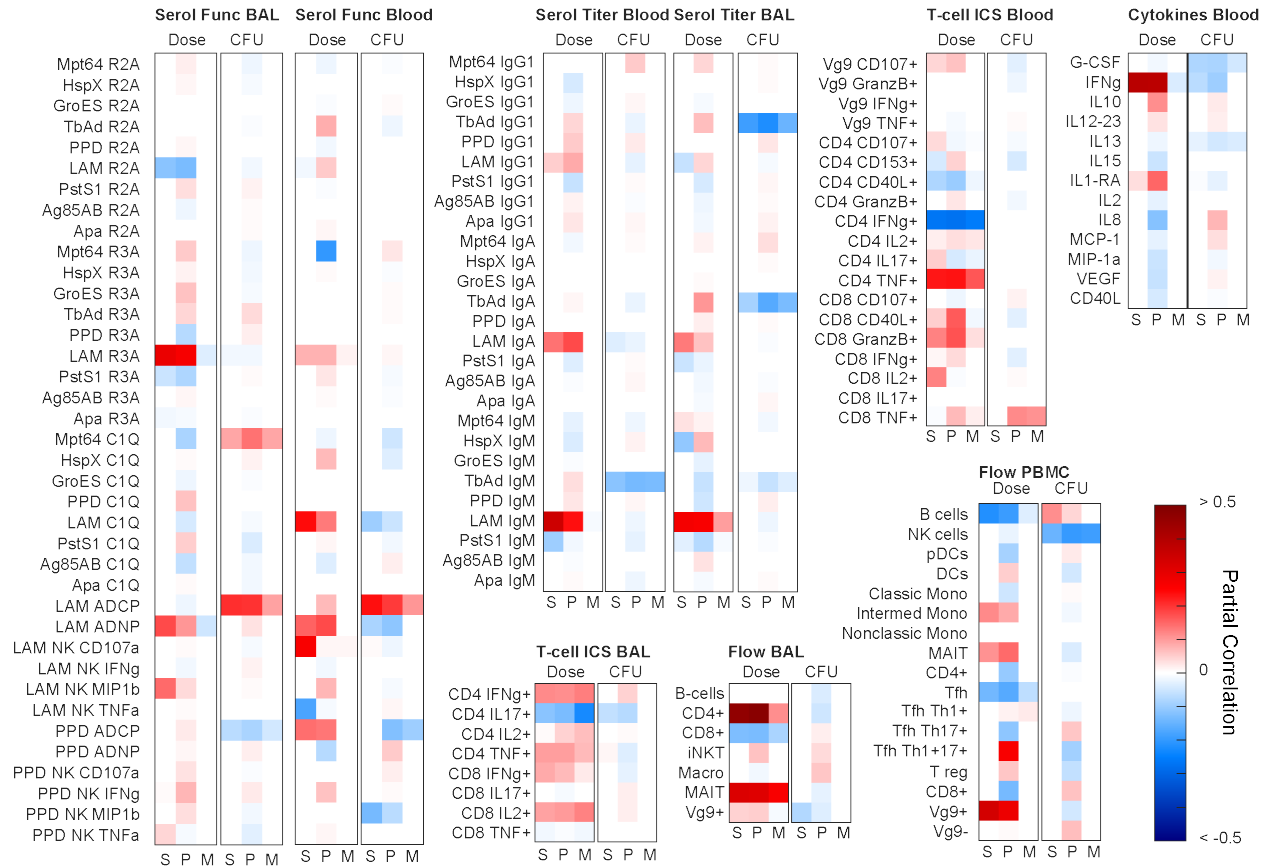 Serol Func BAL
Dose CFU
Mpt64 R2A
HspX R2A
GroES R2A
TbAd R2A
PPD R2A
LAM R2A
PstS1 R2A
Ag85AB R2A
Apa R2A
Mpt64 R3A
HspX R3A
GroES R3A
TbAd R3A
PPD R3A
LAM R3A
PstS1 R3A
Ag85AB R3A
Apa R3A
Mpt64 C1Q
HspX C1Q
GroES C1Q
PPD C1Q
LAM C1Q
PstS1 C1Q
Ag85AB C1Q
Apa C1Q
LAM ADCP
LAM ADNP
LAM NK CD107a
LAM NK IFNg
LAM NK MIP1b
LAM NK TNFa
PPD ADCP
PPD ADNP
PPD NK CD107a
PPD NK IFNg
PPD NK MIP1b
PPD NK TNFa
S P M S P M
Serol Func Blood
Dose CFU
S P M S P M
Serol Titer Blood
Dose CFU
Mpt64 IgG1
HspX IgG1
GroES IgG1
TbAd IgG1
PPD IgG1
LAM IgG1
PstS1 IgG1
Ag85AB IgG1
Apa IgG1
Mpt64 IgA
HspX IgA
GroES IgA
TbAd IgA
PPD IgA
LAM IgA
PstS1 IgA
Ag85AB IgA
Apa IgA
Mpt64 IgM
HspX IgM
GroES IgM
TbAd IgM
PPD IgM
LAM IgM
PstS1 IgM
Ag85AB IgM
Apa IgM
S P M S P M
Serol Titer BAL
Dose CFU
S P M S P M
T-cell ICS BAL
Dose CFU
CD4 IFNg+
CD4 IL17+
CD4 IL2+
CD4 TNF+
CD8 IFNg+
CD8 IL17+
CD8 IL2+
CD8 TNF+
S P M S P M
Flow BAL
Dose CFU
B-cells
CD4+
CD8+
iNKT
Macro
MAIT
Vg9+
S P M S P M
T-cell ICS Blood
Dose CFU
Vg9 CD107+
Vg9 GranzB+
Vg9 IFNg+
Vg9 TNF+
CD4 CD107+
CD4 CD153+
CD4 CD40L+
CD4 GranzB+
CD4 IFNg+
CD4 IL2+
CD4 IL17+
CD4 TNF+
CD8 CD107+
CD8 CD40L+
CD8 GranzB+
CD8 IFNg+
CD8 IL2+
CD8 IL17+
CD8 TNF+
S P M S P M
Cytokines Blood
Dose CFU
G-CSF
IFNg
IL10
IL12-23
IL13
IL15
IL1-RA
IL2
IL8
MCP-1
MIP-1a
VEGF
CD40L
S P M S P M
Flow PBMC
Dose CFU
B cells
NK cells
pDCs
DCs
Classic Mono
Intermed Mono
Nonclassic Mono
MAIT
CD4+
Tfh
Tfh Th1+
Tfh Th17+
Tfh Th1+17+
T reg
CD8+
Vg9+
Vg9-
S P M S P M
> 0.5
0
< -0.5
Partial Correlation